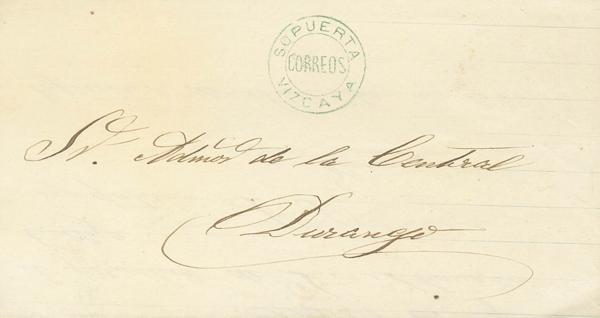 SOPUERTA
CORREOS
VIZCAYA
Sr. Admor de la Central
Durango